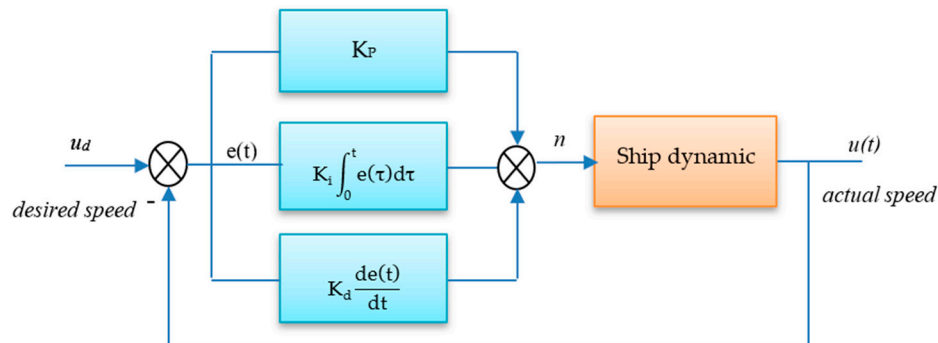 K_P
u_d
e(t)
K_i ∫_0^t e(τ)dτ
n
Ship dynamic
u(t)
desired speed
-
actual speed
K_d de(t)/dt